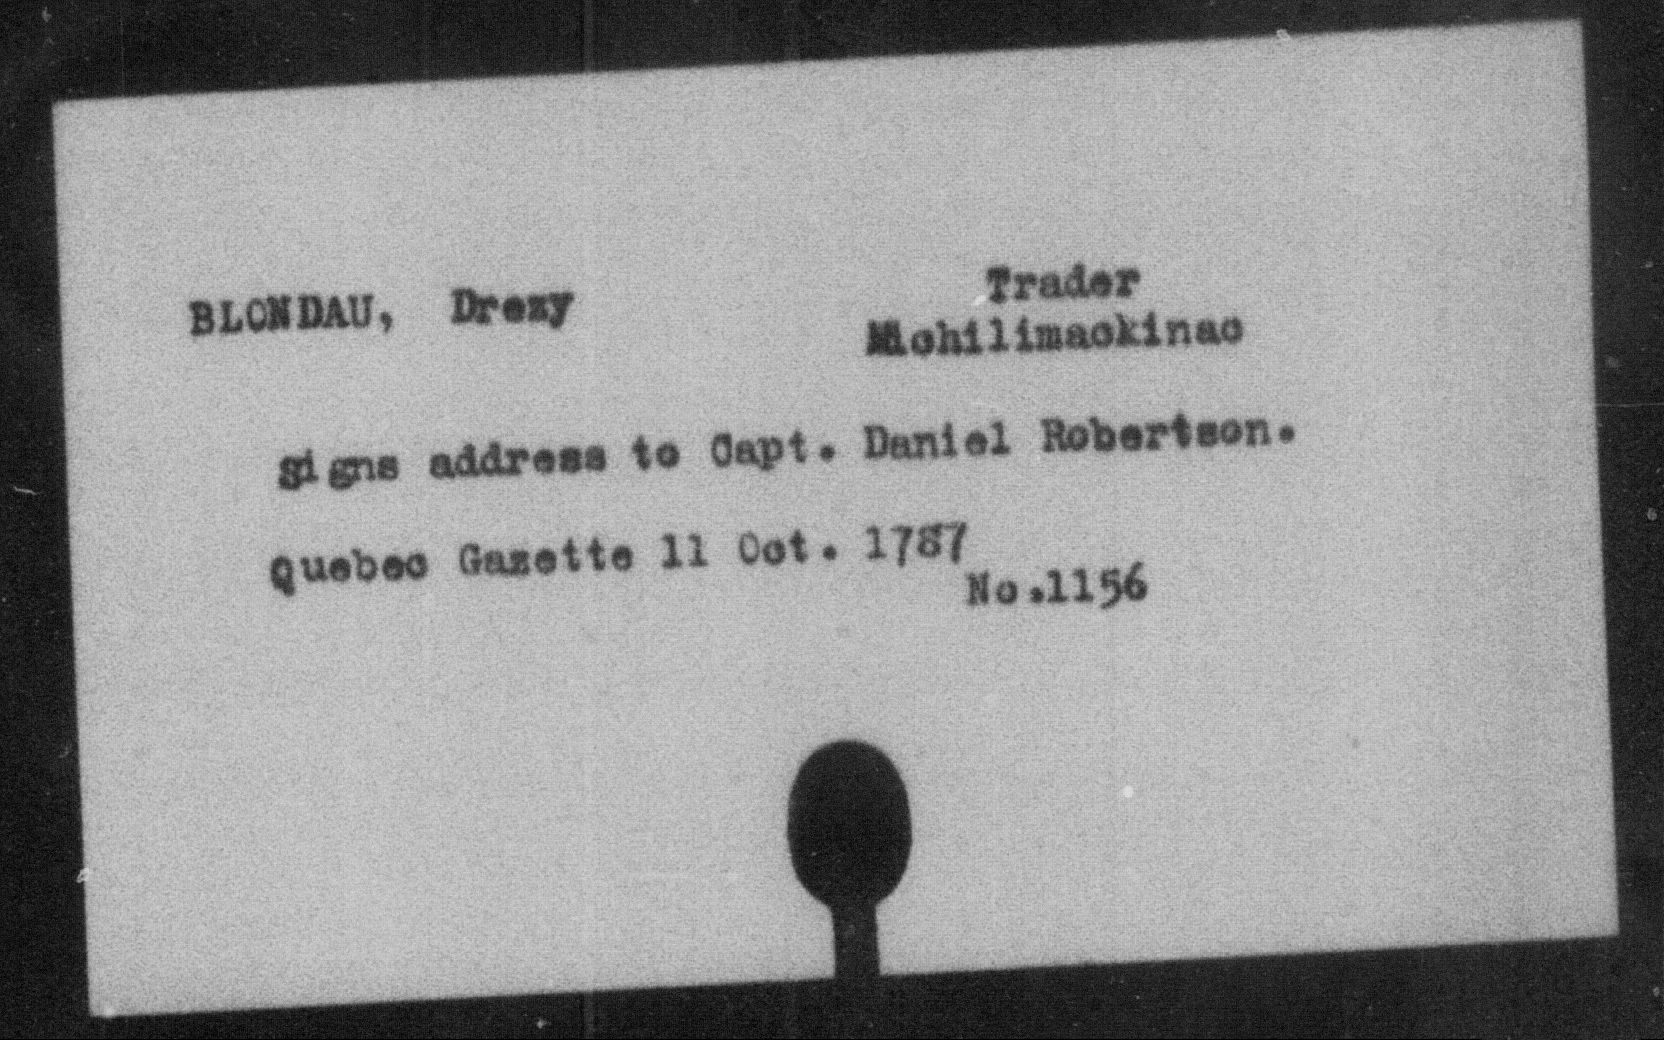 BLONDAU, Drezy
Trader
Michilimackinac
signs address to Capt. Daniel Robertson.
Quebec Gazette 11 Oct. 1787
No.1156